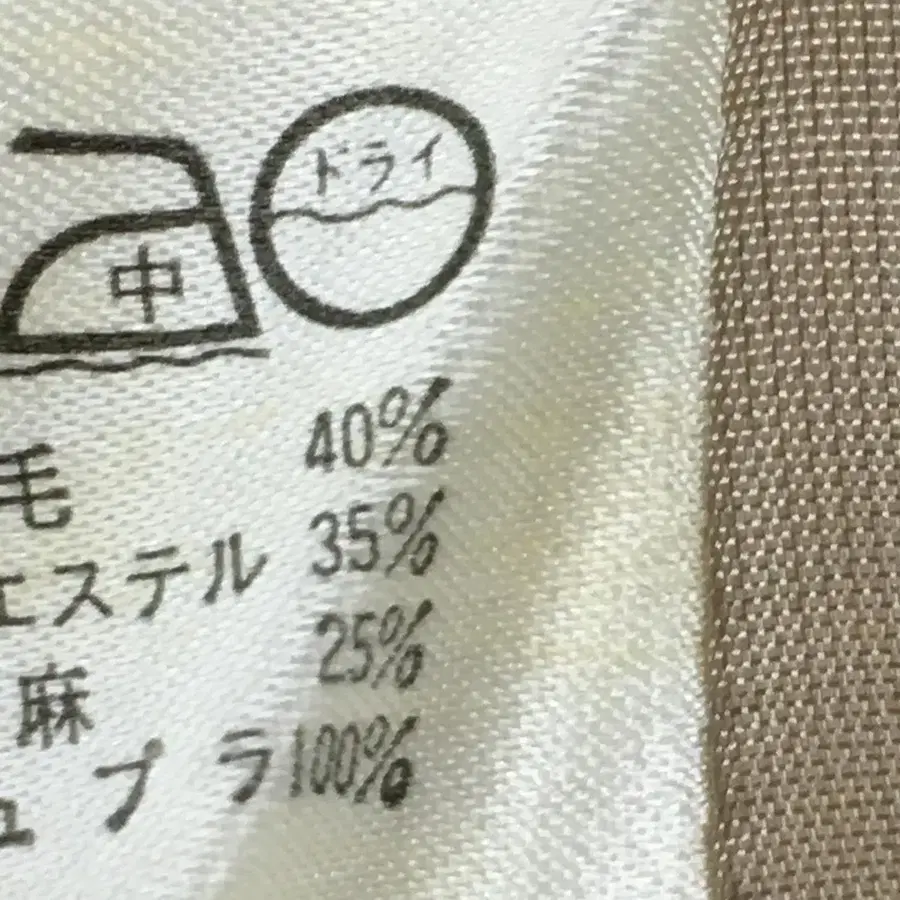 ドライ
中
毛 40%
エステル 35%
麻 25%
ュプラ 100%